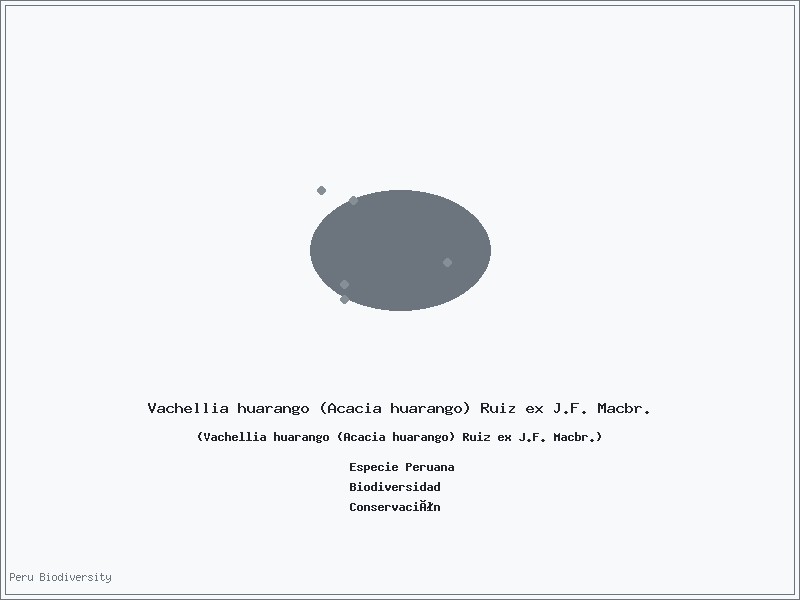 Vachellia huarango (Acacia huarango) Ruiz ex J.F. Macbr.
(Vachellia huarango (Acacia huarango) Ruiz ex J.F. Macbr.)
Especie Peruana
Biodiversidad
ConservaciÃłn
Peru Biodiversity